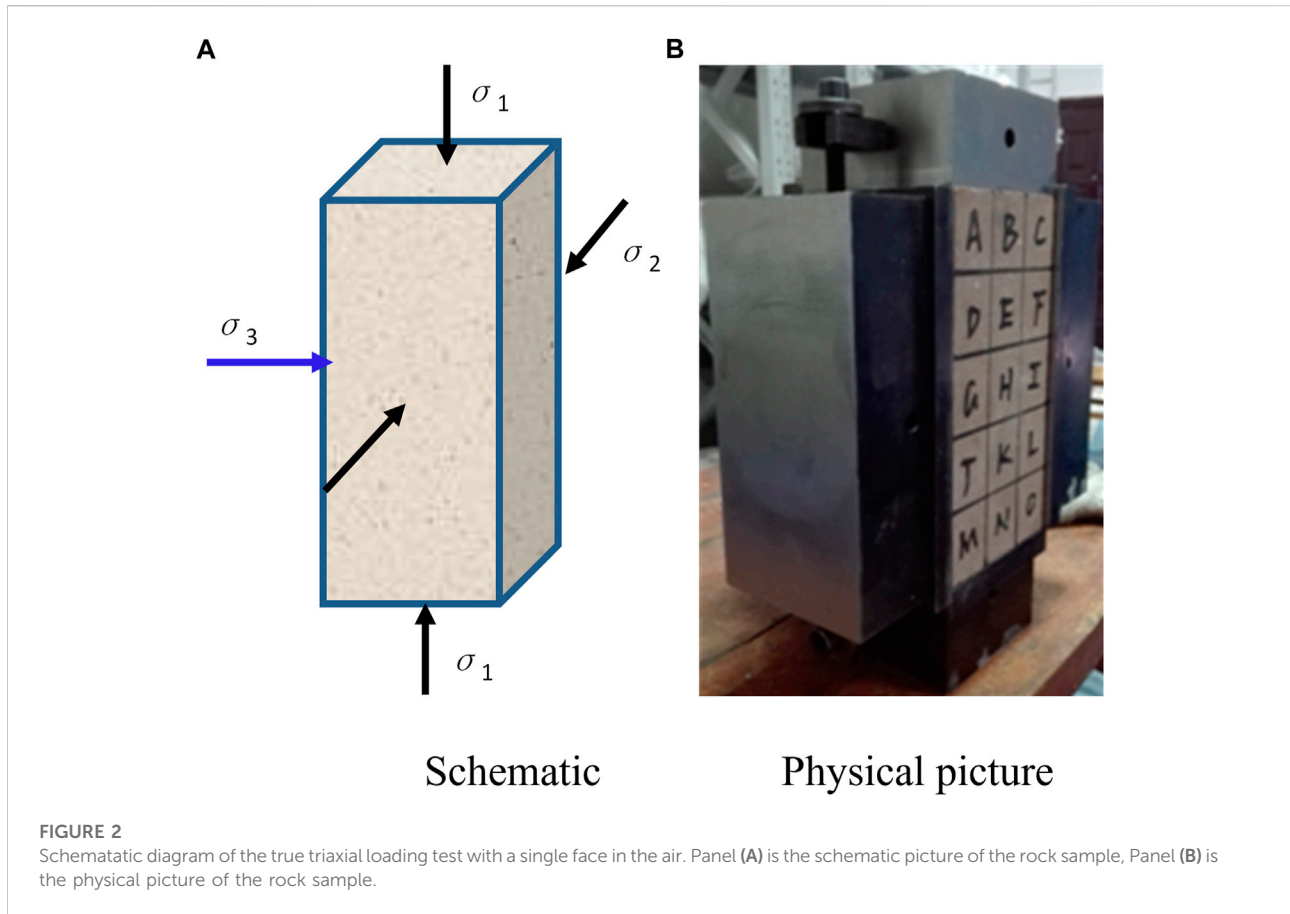 A
B
σ 1
σ 2
σ 3
σ 1
A B C
D E F
G H I
T K L
M N O
Schematic
Physical picture
FIGURE 2
Schematatic diagram of the true triaxial loading test with a single face in the air. Panel (A) is the schematic picture of the rock sample, Panel (B) is
the physical picture of the rock sample.